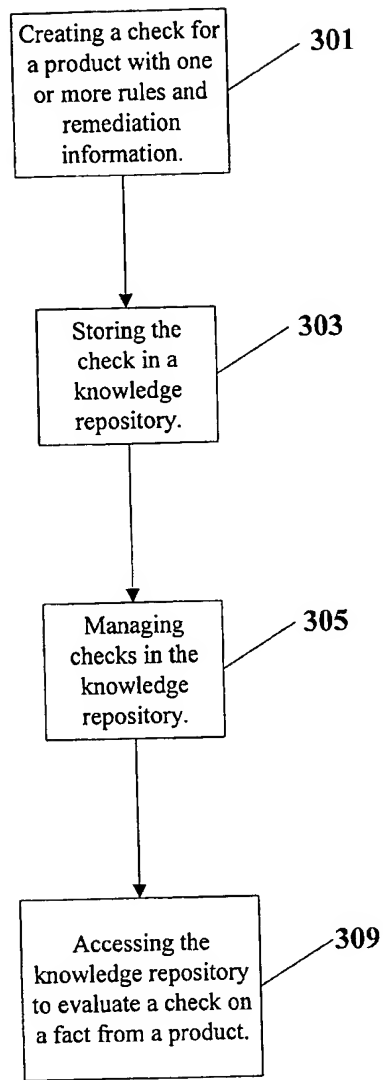 Creating a check for
a product with one
or more rules and
remediation
information.
301
Storing the
check in a
knowledge
repository.
303
Managing
checks in the
knowledge
repository.
305
Accessing the
knowledge repository
to evaluate a check on
a fact from a product.
309